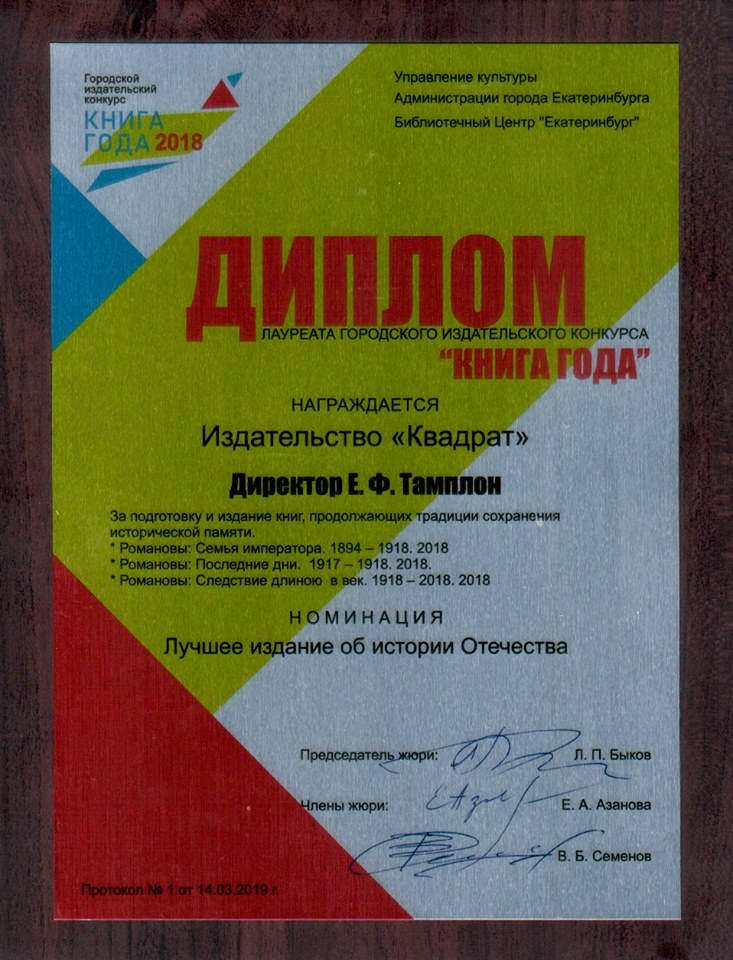 Городской
издательский
конкурс
КНИГА
ГОДА 2018
Управление культуры
Администрации города Екатеринбурга
Библиотечный Центр "Екатеринбург"
ДИПЛОМ
ЛАУРЕАТА ГОРОДСКОГО ИЗДАТЕЛЬСКОГО КОНКУРСА
“КНИГА ГОДА”
НАГРАЖДАЕТСЯ
Издательство «Квадрат»
Директор Е. Ф. Тамплон
За подготовку и издание книг, продолжающих традиции сохранения
исторической памяти.
* Романовы: Семья императора. 1894 – 1918. 2018
* Романовы: Последние дни. 1917 – 1918. 2018.
* Романовы: Следствие длиною в век. 1918 – 2018. 2018
НОМИНАЦИЯ
Лучшее издание об истории Отечества
Председатель жюри: Л. П. Быков
Члены жюри: Е. А. Азанова
В. Б. Семенов
Протокол № 1 от 14.03.2019 г.